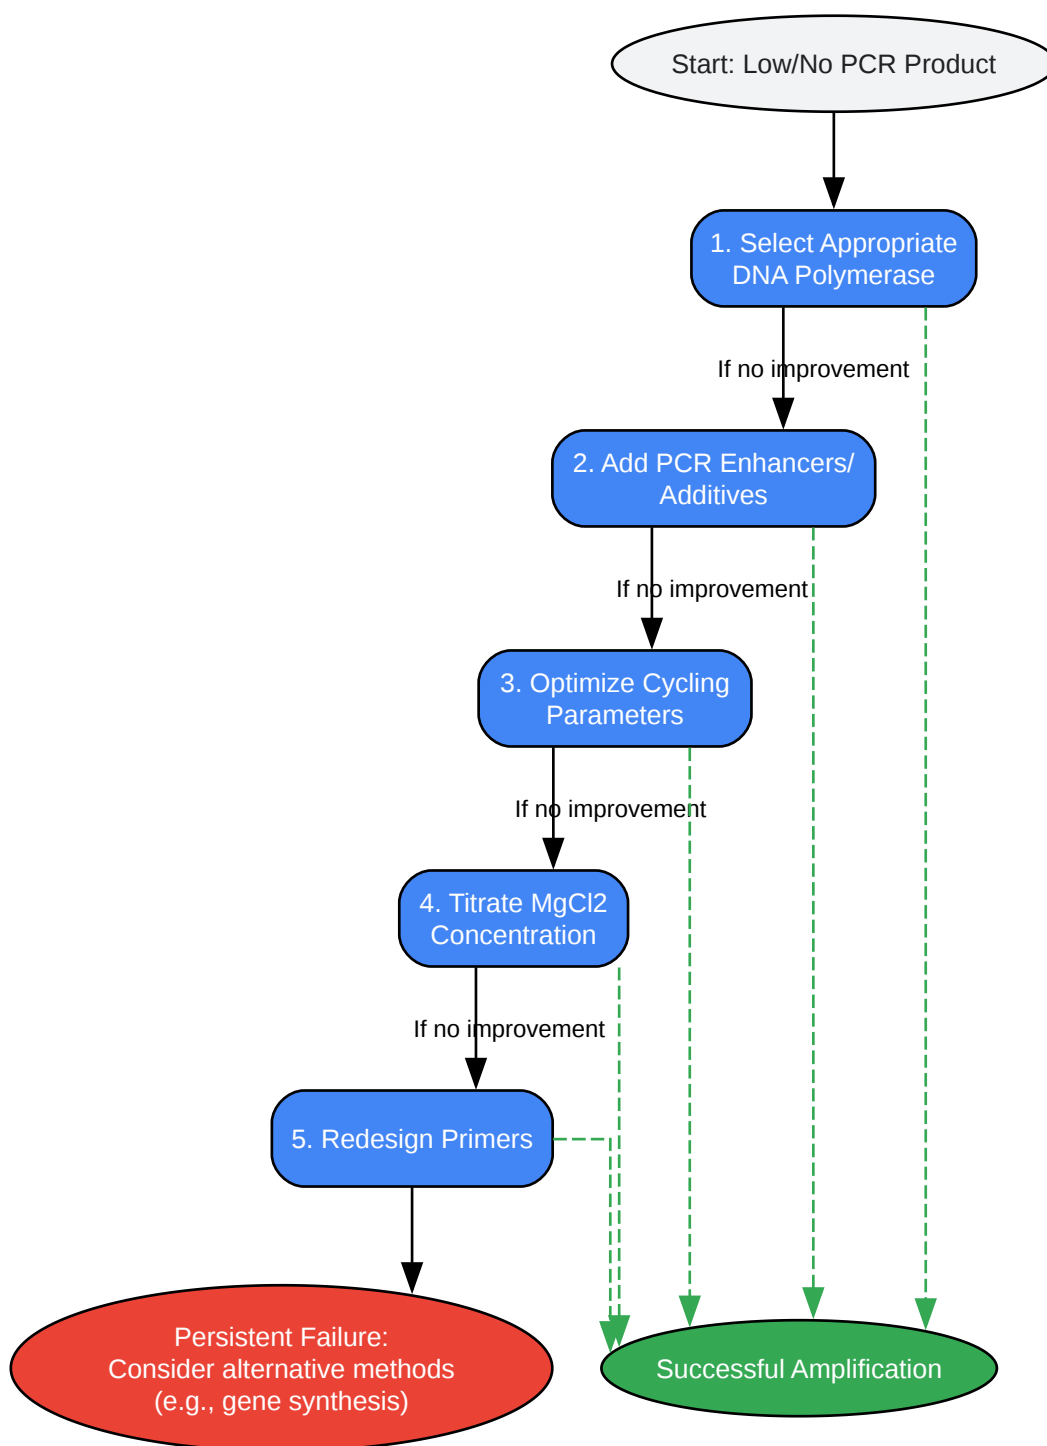 Start: Low/No PCR Product
1. Select Appropriate
DNA Polymerase
If no improvement
2. Add PCR Enhancers/
Additives
If no improvement
3. Optimize Cycling
Parameters
If no improvement
4. Titrate MgCl2
Concentration
If no improvement
5. Redesign Primers
Persistent Failure:
Consider alternative methods
(e.g., gene synthesis)
Successful Amplification